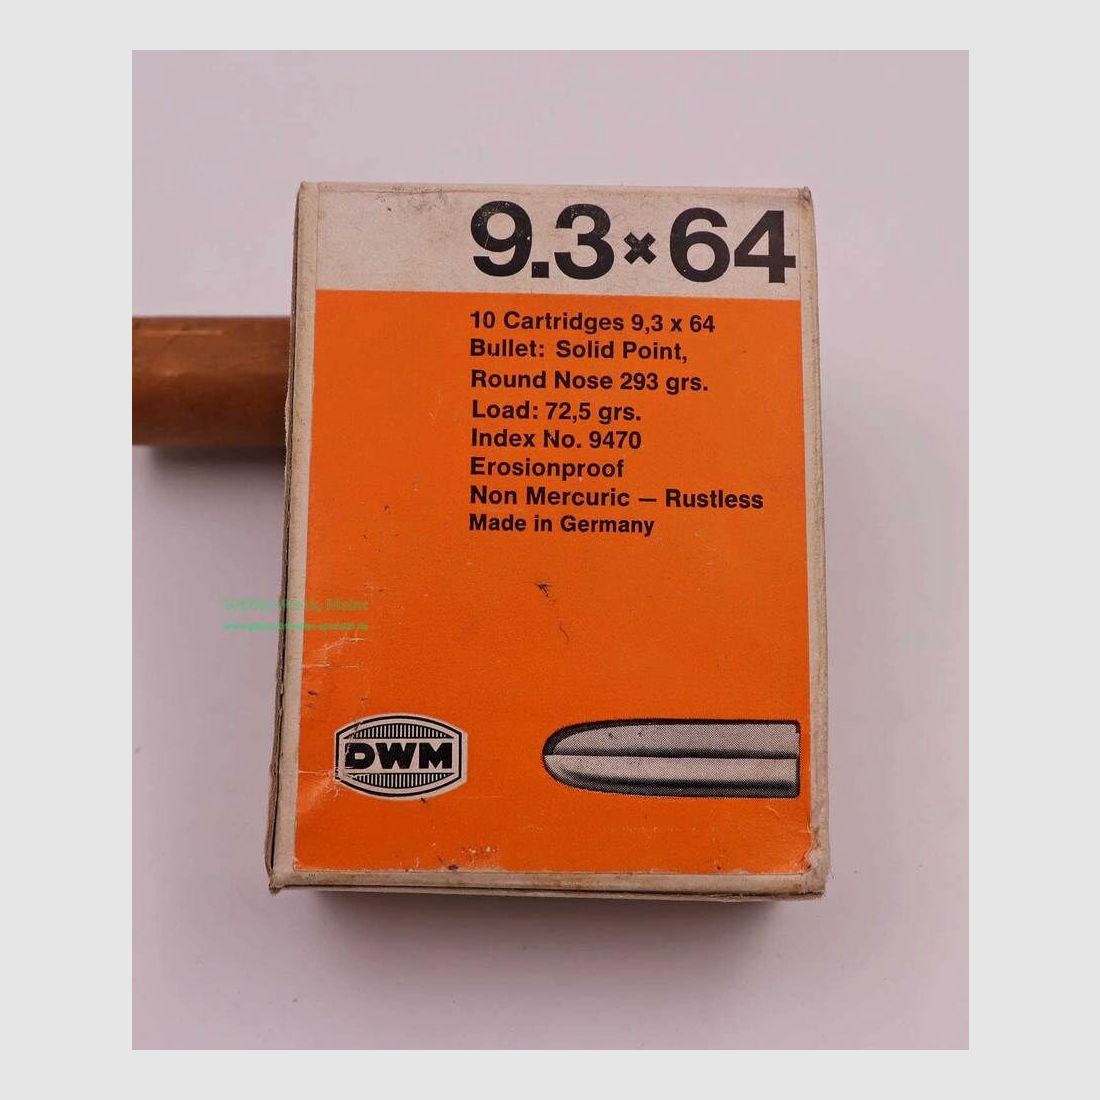 9.3×64
10 Cartridges 9,3 x 64
Bullet: Solid Point,
Round Nose 293 grs.
Load: 72,5 grs.
Index No. 9470
Erosionproof
Non Mercuric — Rustless
Made in Germany
DWM